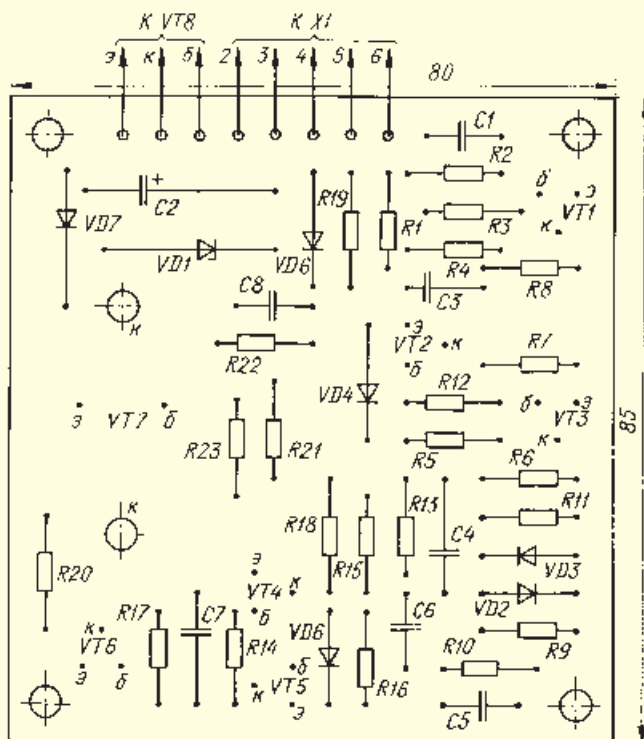 К VT8 К X1
э к б 2 3 4 5 6 80
C1
R2
+
C2 R19 б э
VD7 R1 R3 VT1
к
VD1 VD6 R4
R8
C8 C3
к
э
R22 VT2 к R7
б
VD4 R12
э VT7 б б э
VT3 85
R23 R21 R5 к
R6
R18 R13 R11
к C4
R15
R20 э VD3
VT4 к VD2
R17 C7 б C6
к R14 VD6 R9
VT6 R10
э б б
VT5 R16
к
э C5